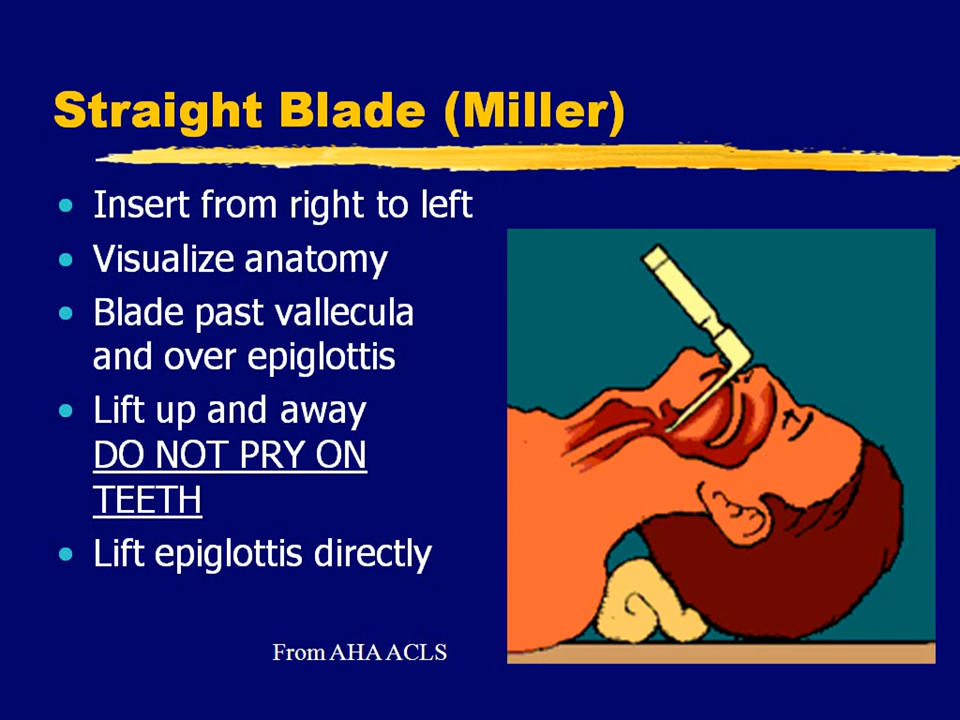 Straight Blade (Miller)
• Insert from right to left
• Visualize anatomy
• Blade past vallecula
and over epiglottis
• Lift up and away
DO NOT PRY ON
TEETH
• Lift epiglottis directly
From AHA ACLS